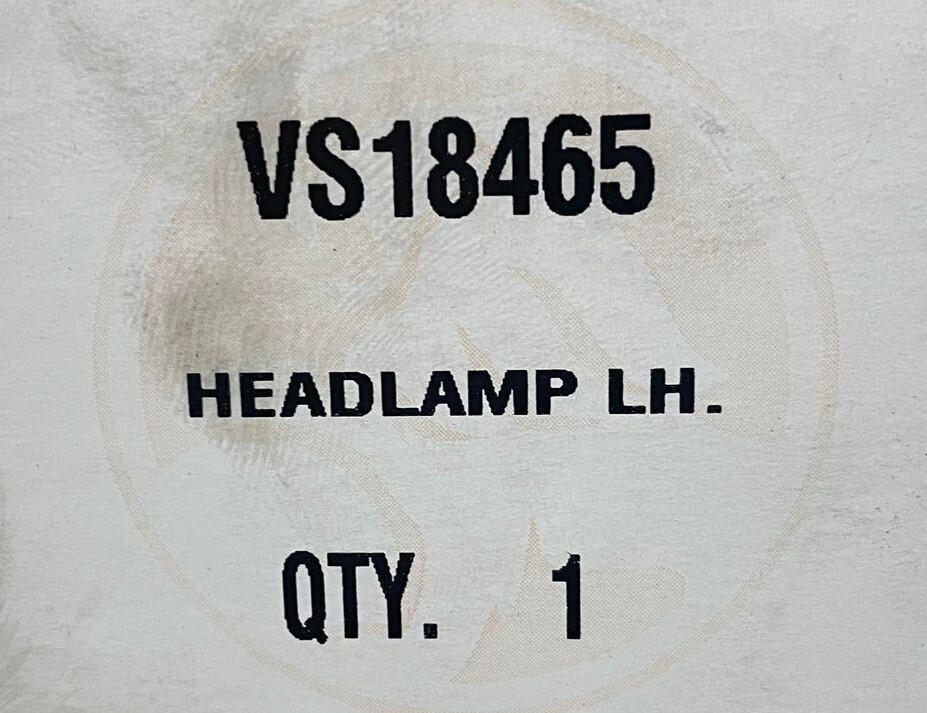 VS18465
HEADLAMP LH.
QTY. 1